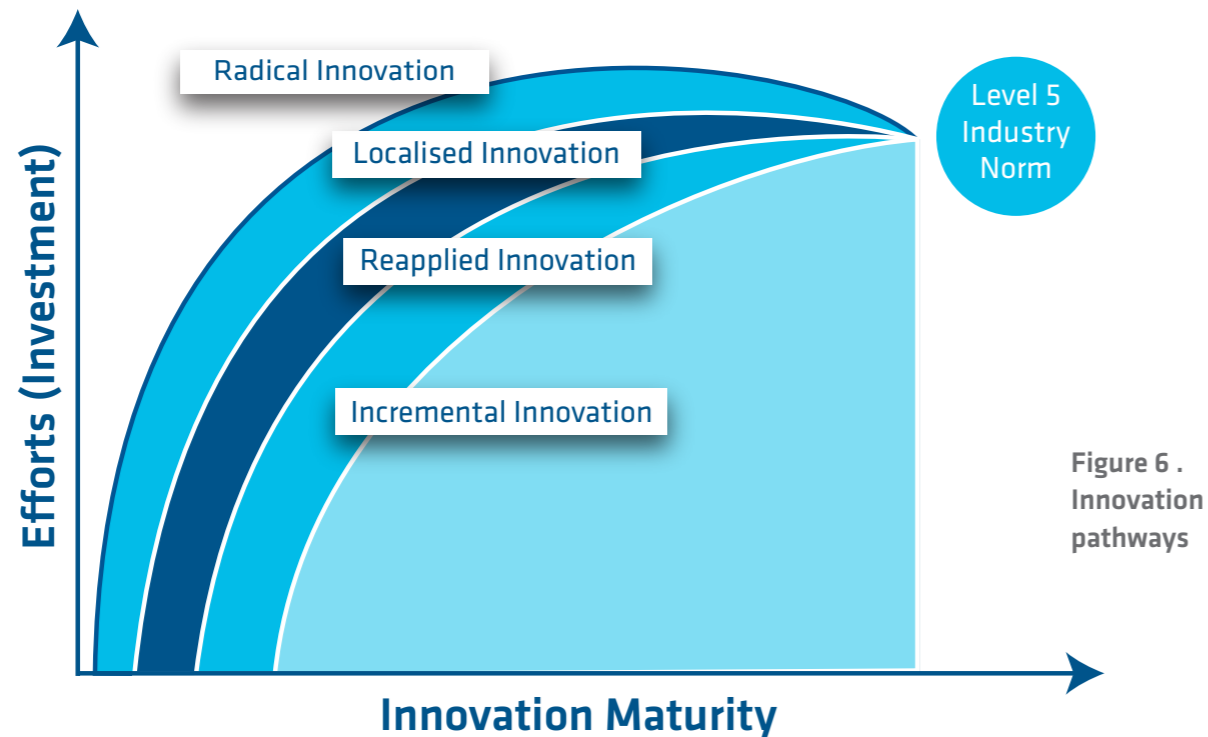 Radical Innovation
Level 5
Industry
Norm
Localised Innovation
Reapplied Innovation
Incremental Innovation
Efforts (Investment)
Innovation Maturity
Figure 6 .
Innovation
pathways